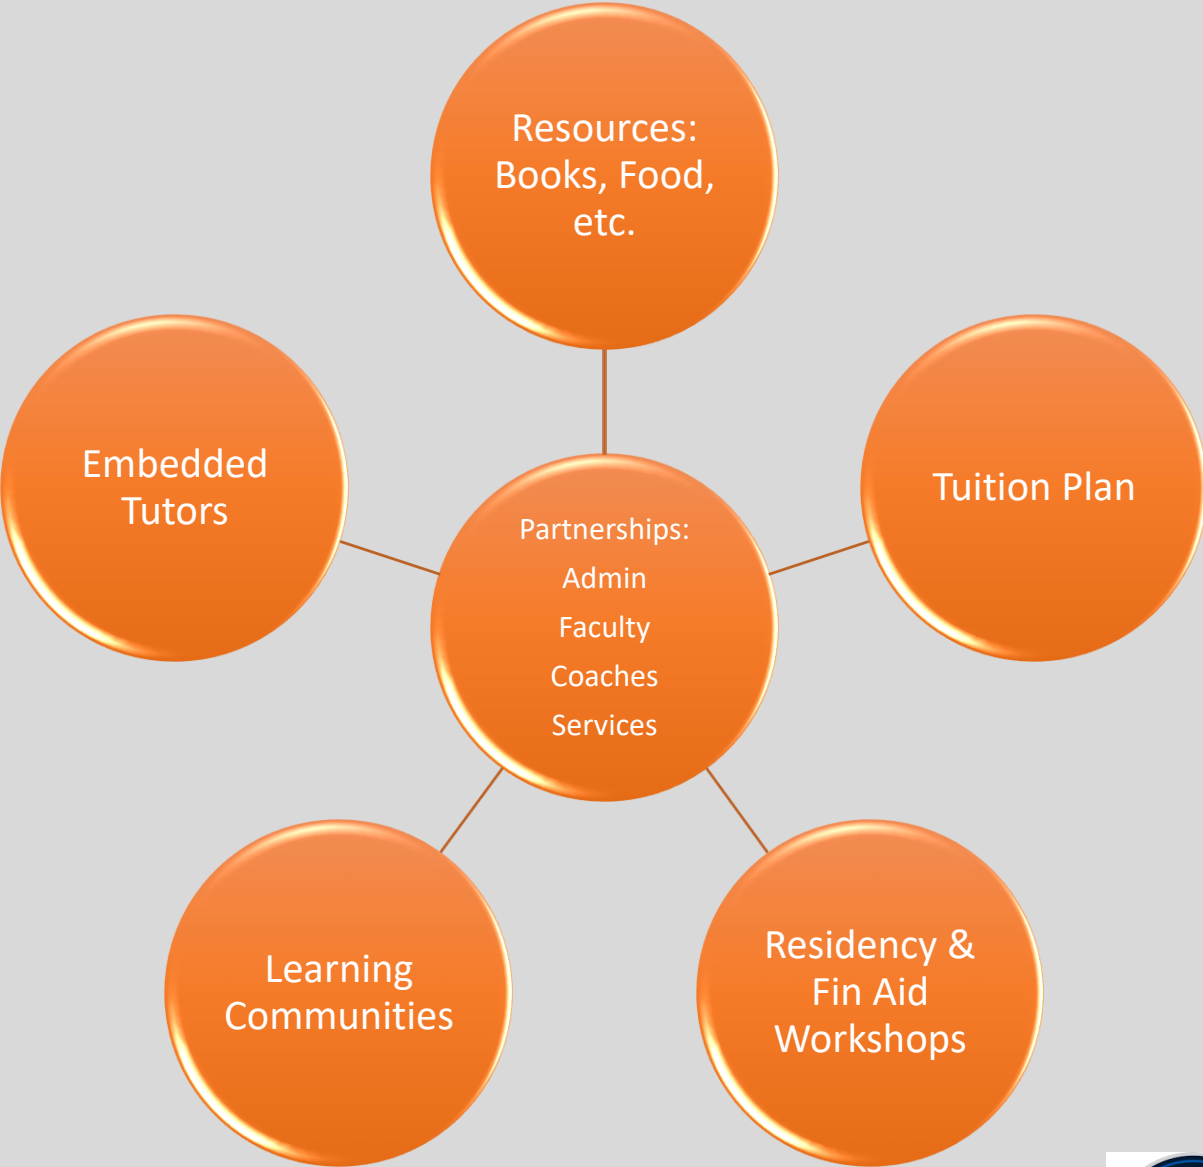 Resources:
Books, Food,
etc.
Embedded
Tutors
Tuition Plan
Partnerships:
Admin
Faculty
Coaches
Services
Learning
Communities
Residency &
Fin Aid
Workshops